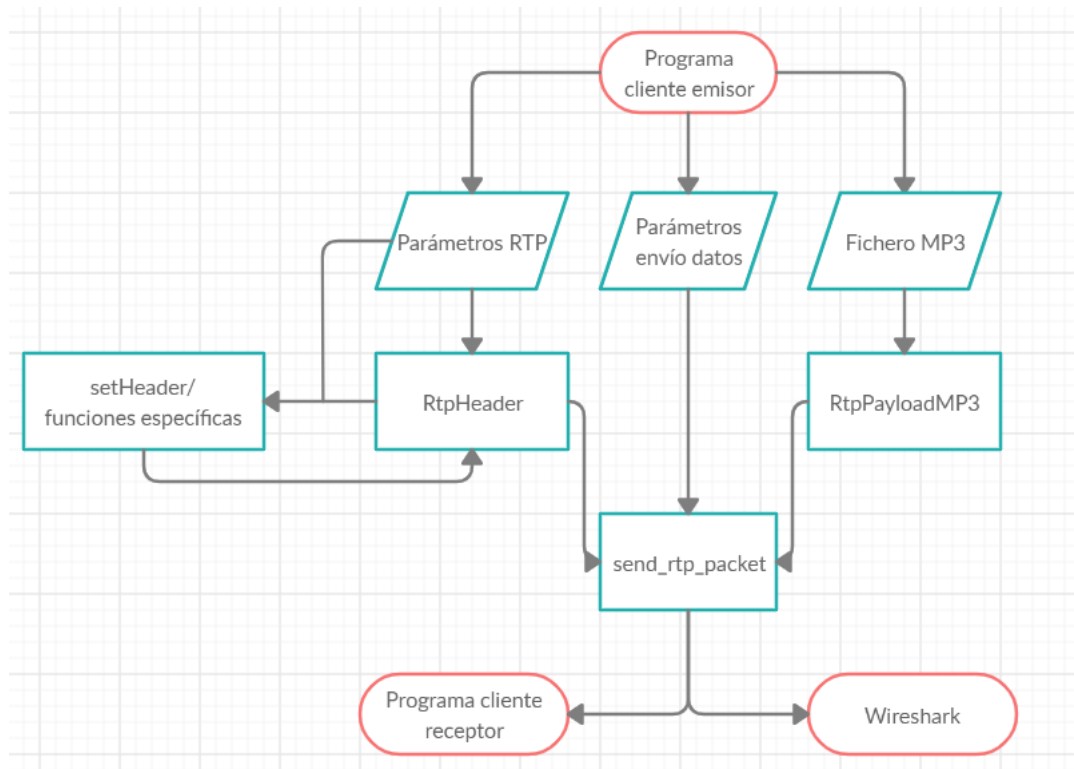 Programa
cliente emisor
Parámetros RTP
Parámetros
envío datos
Fichero MP3
setHeader/
funciones específicas
RtpHeader
RtpPayloadMP3
send_rtp_packet
Programa cliente
receptor
Wireshark